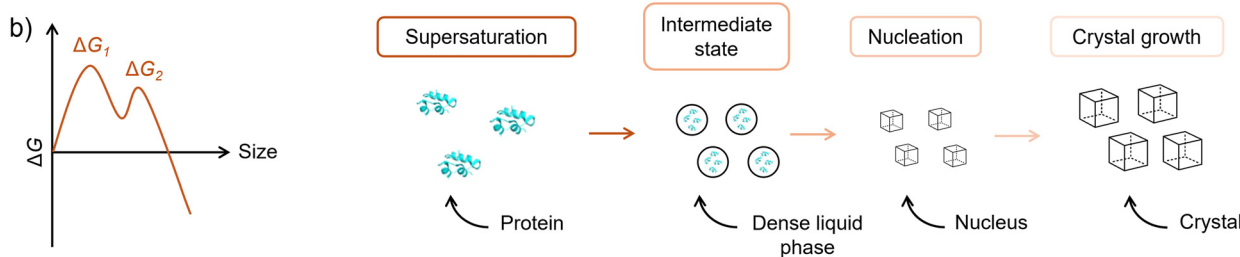 b)
ΔG₁
ΔG₂
ΔG
Size
Supersaturation
Intermediate
state
Nucleation
Crystal growth
Protein
Dense liquid
phase
Nucleus
Crystal